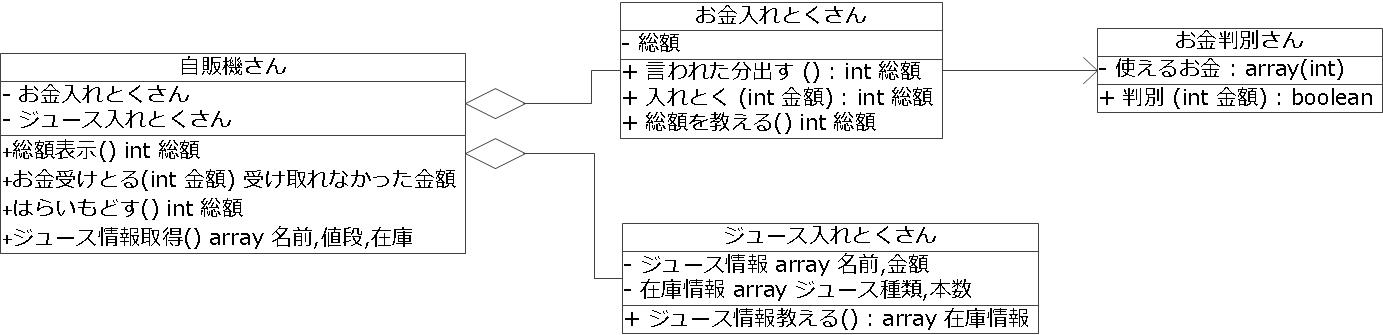 自販機さん
- お金入れとくさん
- ジュース入れとくさん
+総額表示() int 総額
+お金受けとる(int 金額) 受け取れなかった金額
+はらいもどす() int 総額
+ジュース情報取得() array 名前,値段,在庫
お金入れとくさん
- 総額
+ 言われた分出す () : int 総額
+ 入れとく (int 金額) : int 総額
+ 総額を教える() int 総額
お金判別さん
- 使えるお金 : array(int)
+ 判別 (int 金額) : boolean
ジュース入れとくさん
- ジュース情報 array 名前,金額
- 在庫情報 array ジュース種類,本数
+ ジュース情報教える() : array 在庫情報